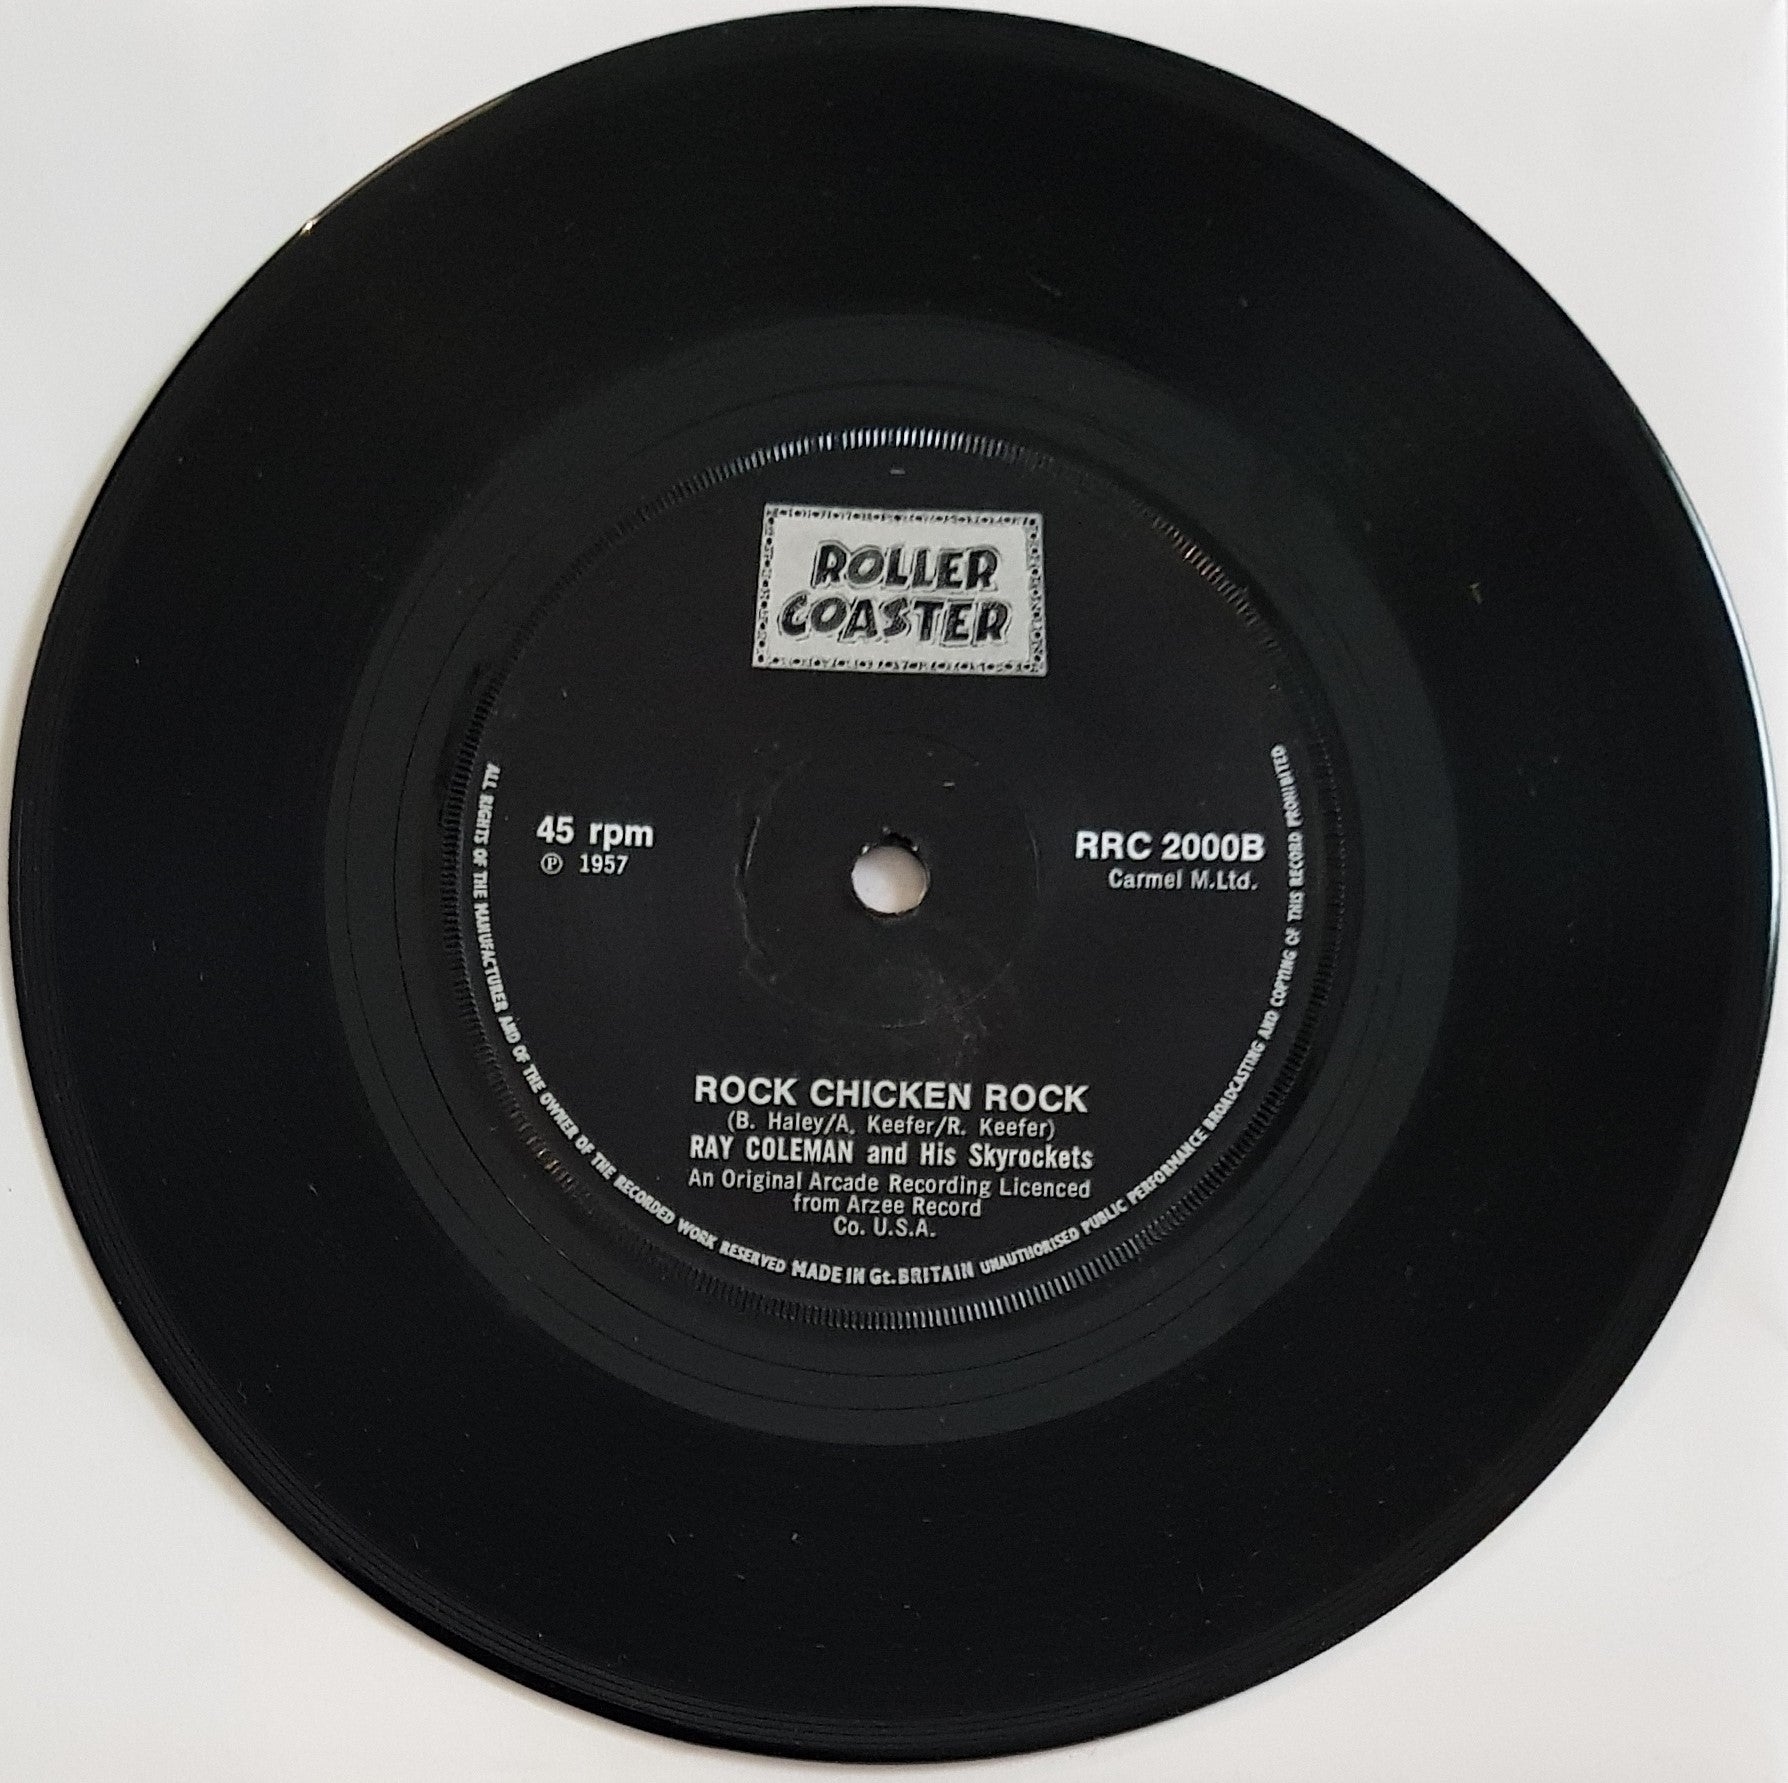 ROLLER
COASTER
45 rpm
℗ 1957
RRC 2000B
Carmel M.Ltd.
ROCK CHICKEN ROCK
(B. Haley/A. Keefer/R. Keefer)
RAY COLEMAN and His Skyrockets
An Original Arcade Recording Licenced
from Arzee Record
Co. U.S.A.
ALL RIGHTS OF THE MANUFACTURER AND OF THE OWNER OF THE RECORDED WORK RESERVED MADE IN Gt. BRITAIN UNAUTHORISED PUBLIC PERFORMANCE BROADCASTING AND COPYING OF THIS RECORD PROHIBITED